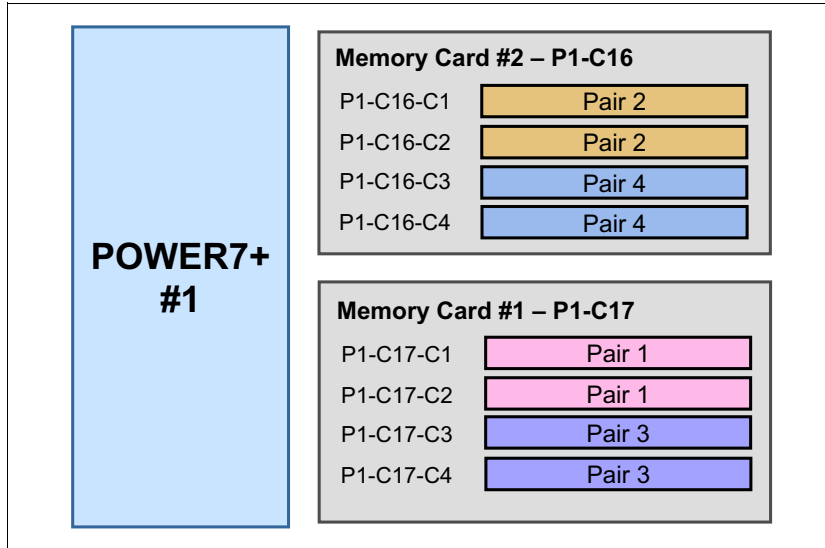 POWER7+
#1
Memory Card #2 – P1-C16
P1-C16-C1 Pair 2
P1-C16-C2 Pair 2
P1-C16-C3 Pair 4
P1-C16-C4 Pair 4
Memory Card #1 – P1-C17
P1-C17-C1 Pair 1
P1-C17-C2 Pair 1
P1-C17-C3 Pair 3
P1-C17-C4 Pair 3